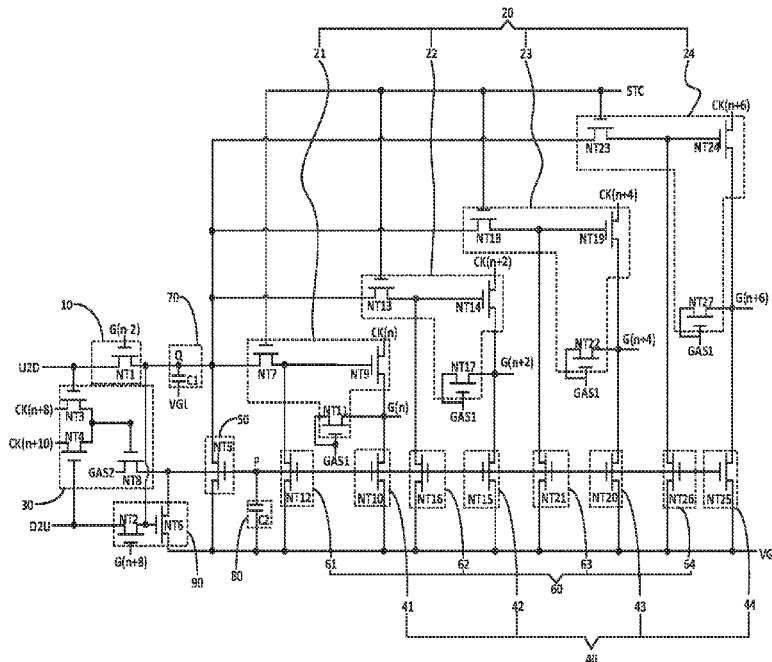 20
21 22 23 24
STC
CK(n+6)
NT23 NT24
CK(n+4)
NT18 NT19
CK(n+2)
NT13 NT14
NT27 G(n+6)
GAS1
10 70
G(n-2) CK(n)
NT22 G(n+4)
GAS1
U2D NT1 Q C1 NT7 NT9
NT17 G(n+2)
GAS1
VGL
CK(n+8) NT3
50
NT11 G(n)
GAS1
CK(n+10) NT4
GAS2 NT8 NT5 P
NT12 NT10 NT16 NT15 NT21 NT20 NT26 NT25
30
D2U NT2 NT6 C2
G(n+8) 90 80
VG
61 62 63 64
60
41 42 43 44
40